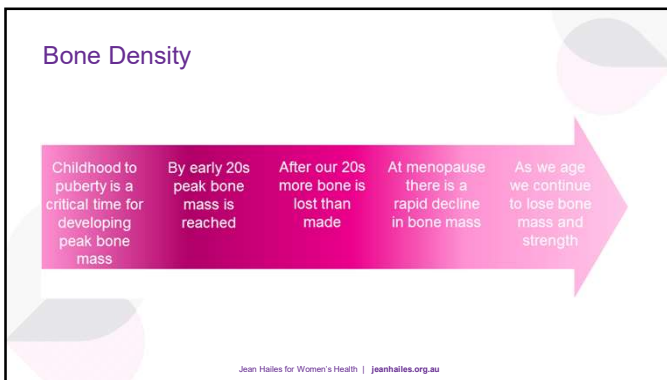 Bone Density
Childhood to
puberty is a
critical time for
developing
peak bone
mass
By early 20s
peak bone
mass is
reached
After our 20s
more bone is
lost than
made
At menopause
there is a
rapid decline
in bone mass
As we age
we continue
to lose bone
mass and
strength
Jean Hailes for Women's Health | jeanhailes.org.au